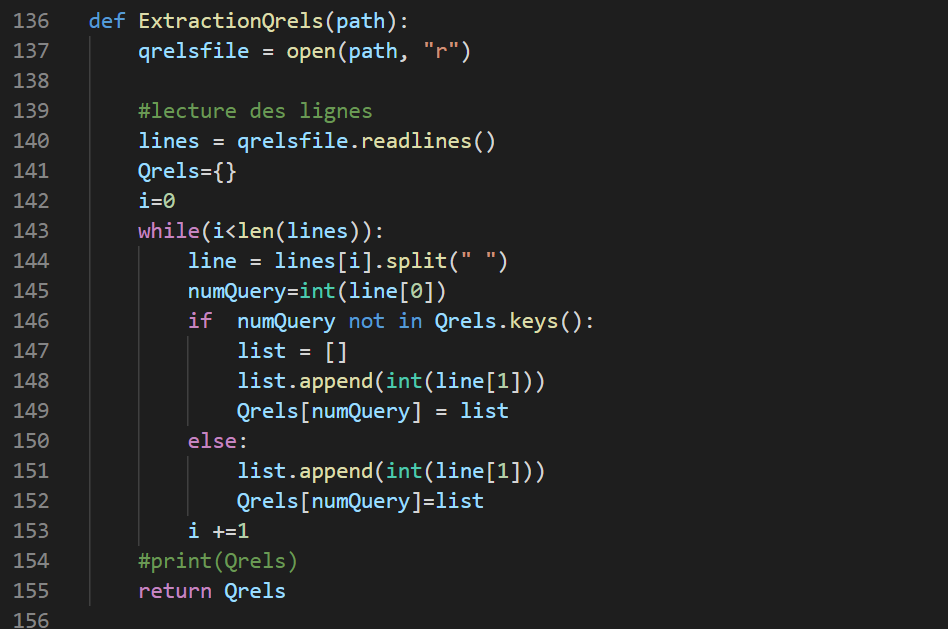 136 def ExtractionQrels(path):
137     qrelsfile = open(path, "r")
138
139     #lecture des lignes
140     lines = qrelsfile.readlines()
141     Qrels={}
142     i=0
143     while(i<len(lines)):
144         line = lines[i].split(" ")
145         numQuery=int(line[0])
146         if  numQuery not in Qrels.keys():
147             list = []
148             list.append(int(line[1]))
149             Qrels[numQuery] = list
150         else:
151             list.append(int(line[1]))
152             Qrels[numQuery]=list
153         i +=1
154     #print(Qrels)
155     return Qrels
156